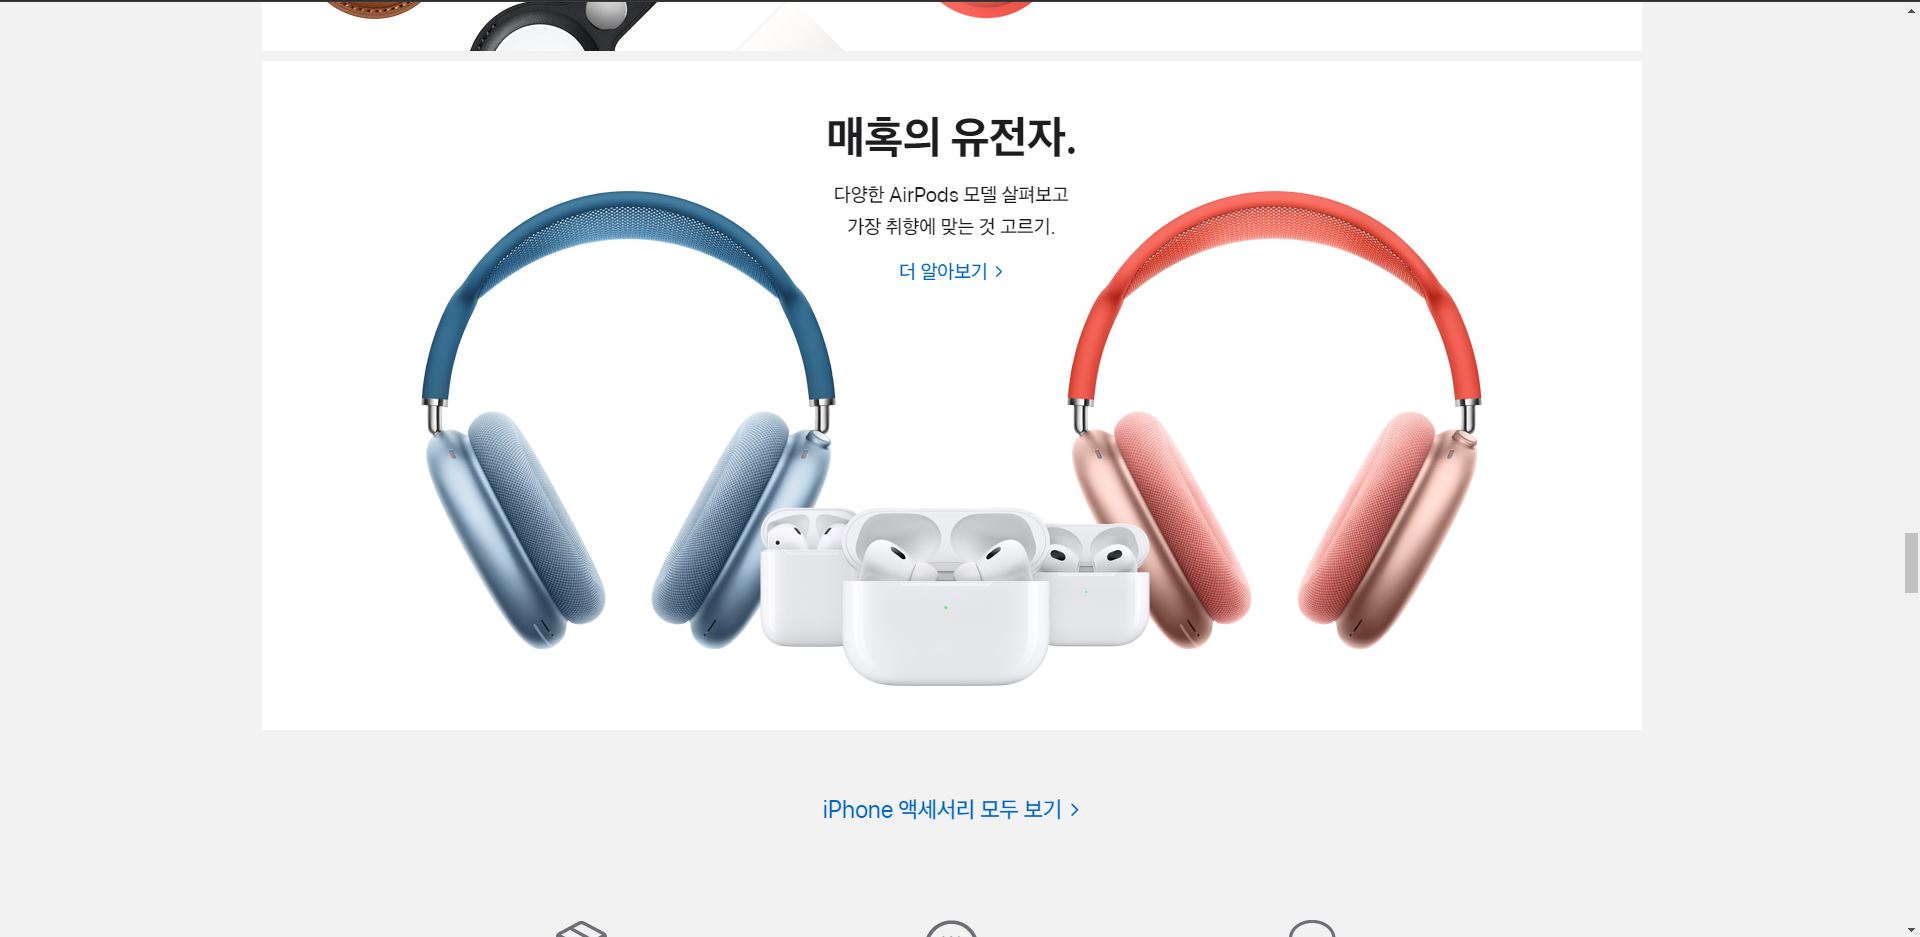 매혹의 유전자.
다양한 AirPods 모델 살펴보고
가장 취향에 맞는 것 고르기.
더 알아보기 >
iPhone 액세서리 모두 보기 >